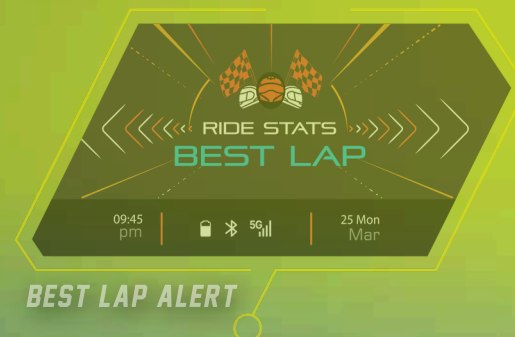 RIDE STATS
BEST LAP
09:45
pm
5G
25 Mon
Mar
BEST LAP ALERT